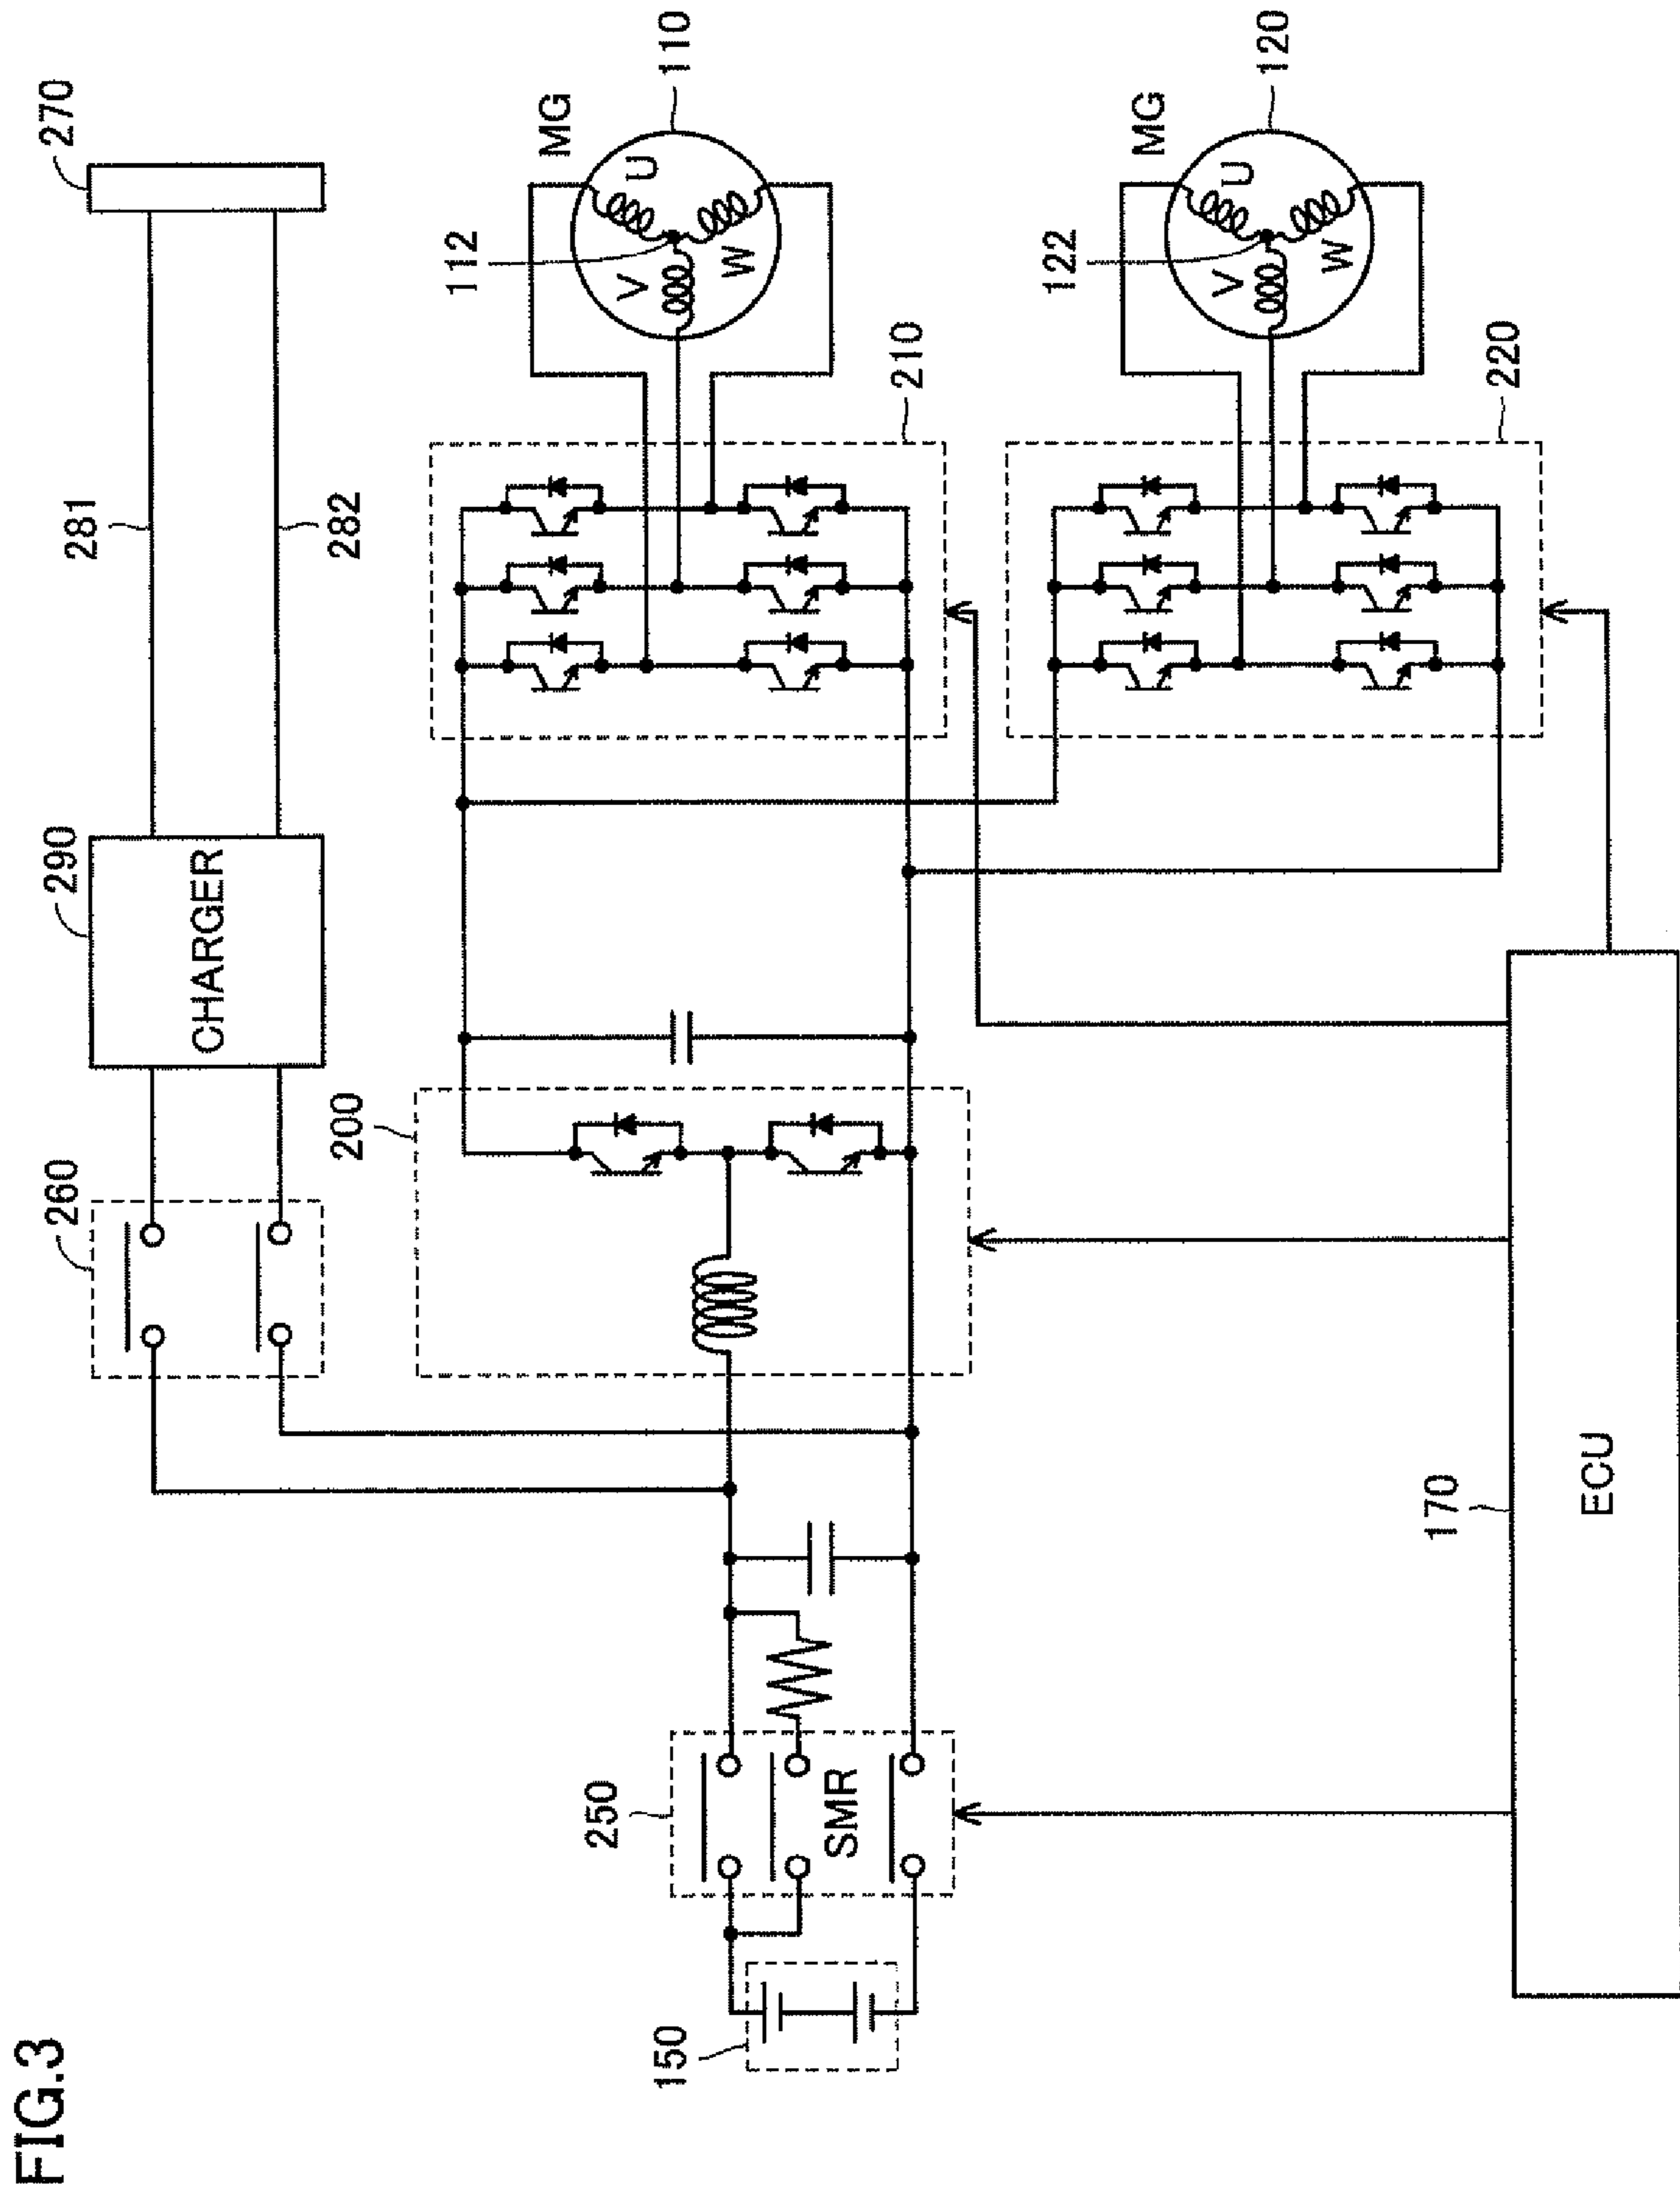 FIG.3
260
290
CHARGER
281
282
270
200
MG
112
U
V
W
110
210
250
SMR
150
MG
122
U
V
W
120
220
170
ECU